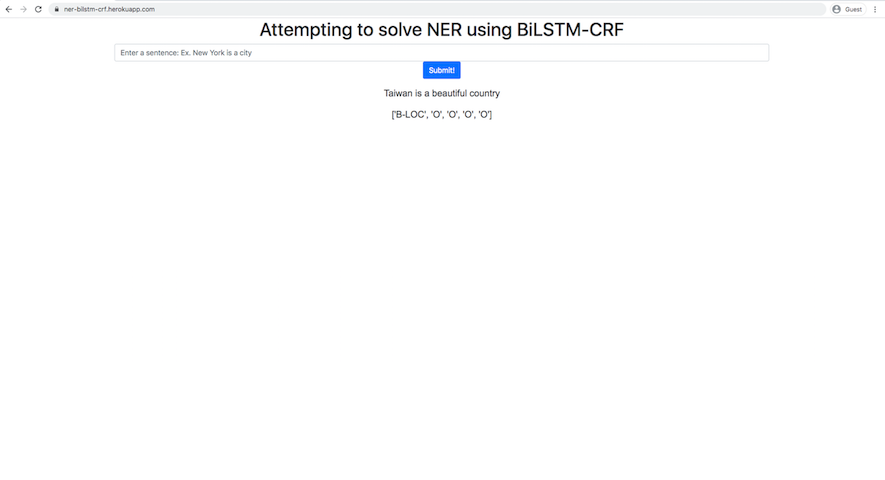 ner-bilstm-crf.herokuapp.com
Guest
Attempting to solve NER using BiLSTM-CRF
Enter a sentence: Ex. New York is a city
Submit!
Taiwan is a beautiful country
['B-LOC', 'O', 'O', 'O', 'O']